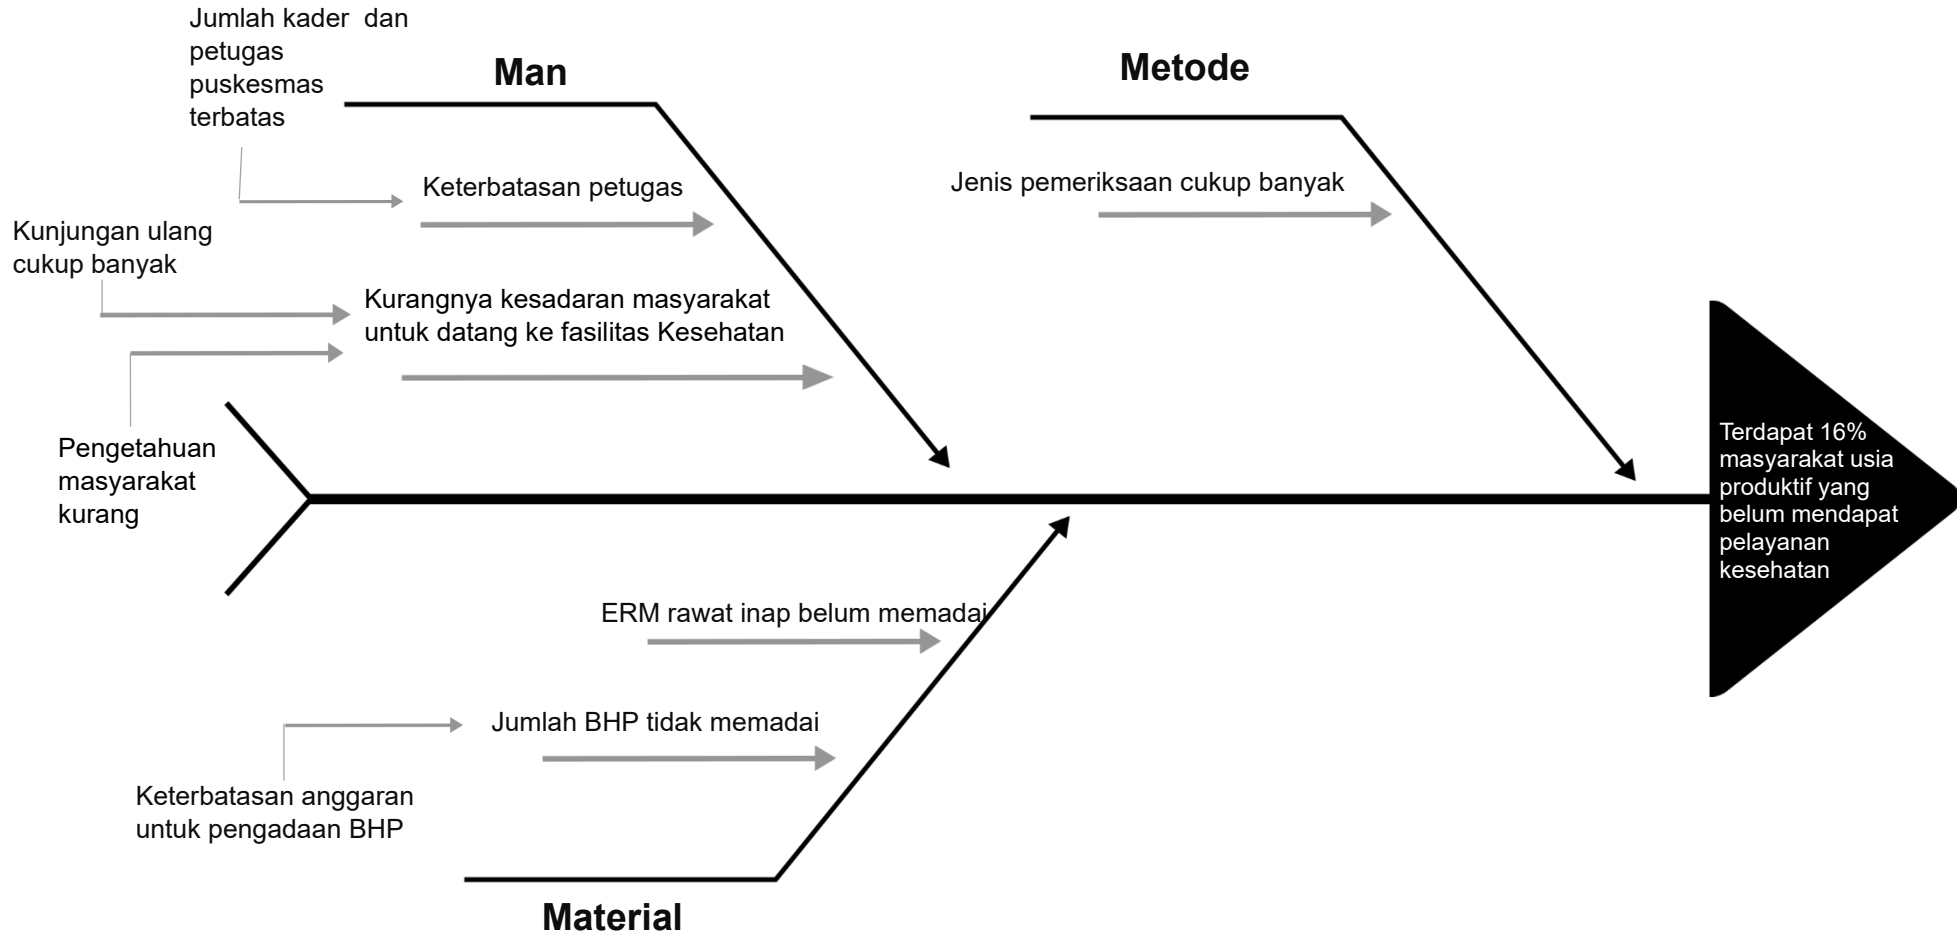 Jumlah kader  dan
petugas
puskesmas
terbatas
Man
Metode
Keterbatasan petugas
Jenis pemeriksaan cukup banyak
Kunjungan ulang
cukup banyak
Kurangnya kesadaran masyarakat
untuk datang ke fasilitas Kesehatan
Pengetahuan
masyarakat
kurang
Terdapat 16%
masyarakat usia
produktif yang
belum mendapat
pelayanan
kesehatan
ERM rawat inap belum memadai
Jumlah BHP tidak memadai
Keterbatasan anggaran
untuk pengadaan BHP
Material